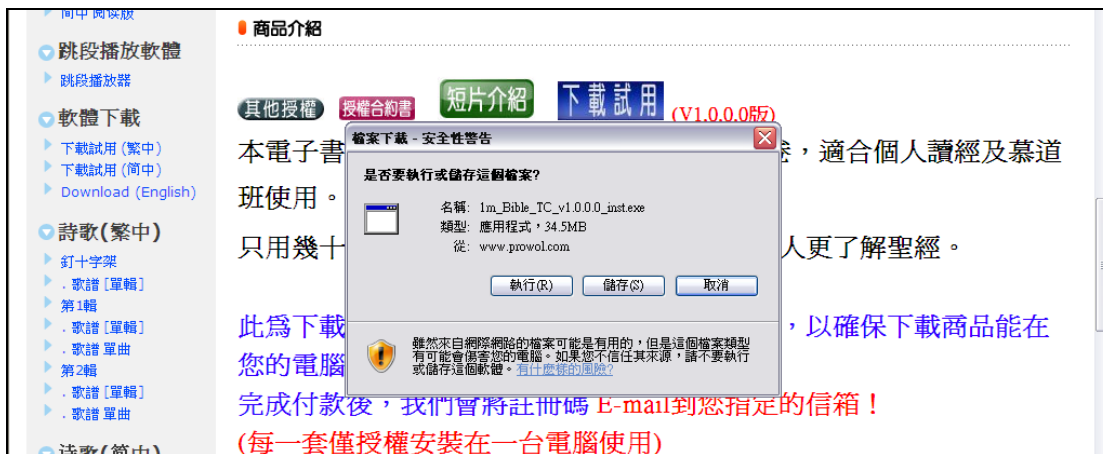 简中 阅读版
跳段播放軟體
跳段播放器
軟體下載
下載試用 (繁中)
下載試用 (简中)
Download (English)
詩歌(繁中)
釘十字架
. 歌譜 [單輯]
第1輯
. 歌譜 [單輯]
. 歌譜 單曲
第2輯
. 歌譜 [單輯]
. 歌譜 單曲
商品介紹
其他授權 授權合約書 短片介紹 下載試用 (V1.0.0.0版)
本電子書
,適合個人讀經及慕道
班使用。
只用幾十
人更了解聖經。
此為下載
,以確保下載商品能在
您的電腦
完成付款後,我們會將註冊碼 E-mail到您指定的信箱!
(每一套僅授權安裝在一台電腦使用)
檔案下載 - 安全性警告
是否要執行或儲存這個檔案?
名稱: 1m_Bible_TC_v1.0.0.0_inst.exe
類型: 應用程式,34.5MB
從: www.prowol.com
執行(R) 儲存(S) 取消
雖然來自網際網路的檔案可能是有用的,但是這個檔案類型
有可能會傷害您的電腦。如果您不信任其來源,請不要執行
或儲存這個軟體。有什麼樣的風險?